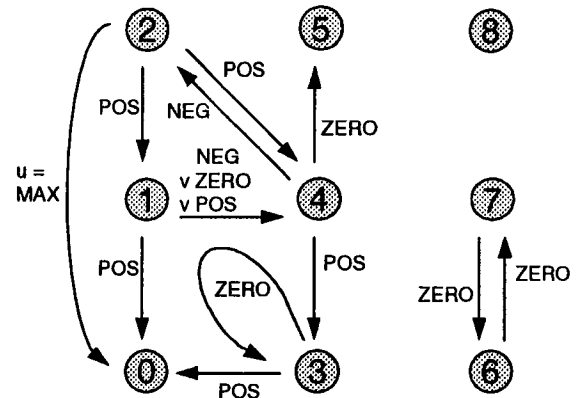 2 5 8
POS
POS
NEG
ZERO
u =
MAX
NEG
v ZERO
v POS
1 4 7
POS
ZERO
POS
ZERO
ZERO
0 3 6
POS